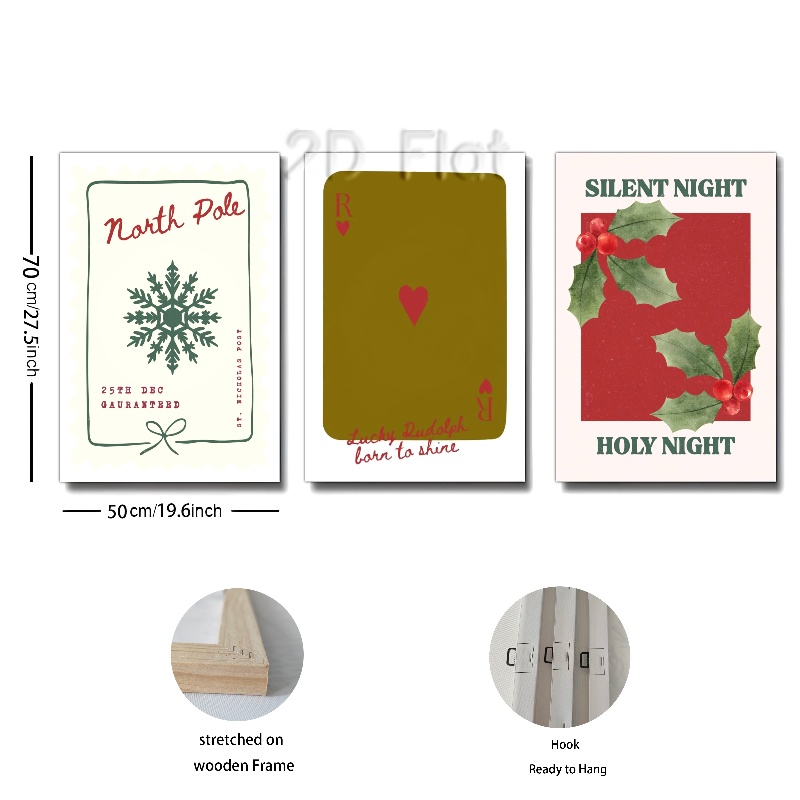 2D Flat
North Pole
25TH DEC
GAURANTEED
ST. NICHOLAS POST
R
R
Lucky Rudolph
born to shine
SILENT NIGHT
HOLY NIGHT
70cm/27.5inch
50cm/19.6inch
stretched on
wooden Frame
Hook
Ready to Hang